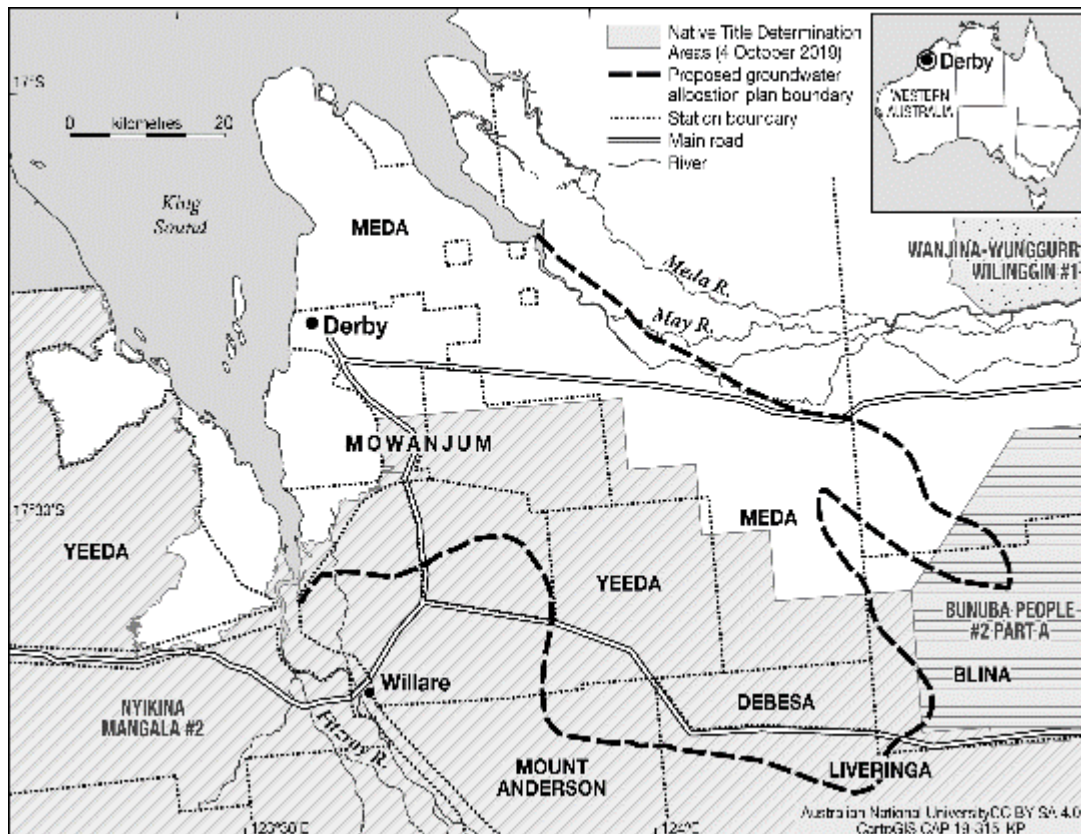 Native Title Determination
Areas (4 October 2019)
Proposed groundwater
allocation plan boundary
Station boundary
Main road
River
Derby
WESTERN
AUSTRALIA
17°S
0 kilometres 20
King
Sound
MEDA
WANJINA-WUNGGURR
WILINGGIN #1
Meda R.
May R.
Derby
MOWANJUM
17°30'S
MEDA
YEEDA
YEEDA
BUNUBA PEOPLE
#2 PART A
BLINA
Willare
DEBESA
NYIKINA
MANGALA #2
Fitzroy R.
MOUNT
ANDERSON
LIVERINGA
Australian National University CC BY SA 4.0
CartoGIS CAP 19-315_KP
123°30'E
124°E